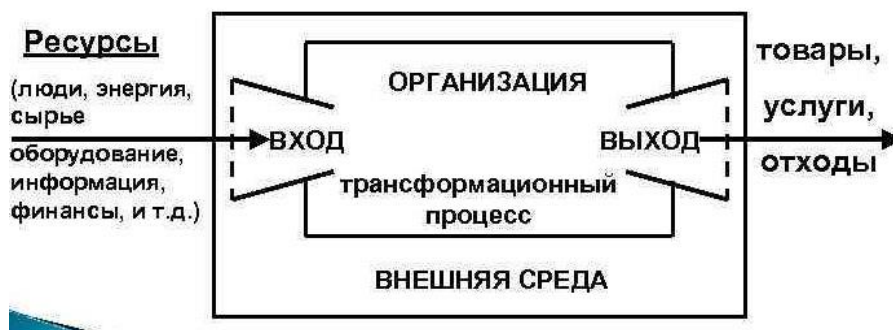 Ресурсы
(люди, энергия,
сырье
оборудование,
информация,
финансы, и т.д.)
ОРГАНИЗАЦИЯ
ВХОД
ВЫХОД
трансформационный
процесс
ВНЕШНЯЯ СРЕДА
товары,
услуги,
отходы